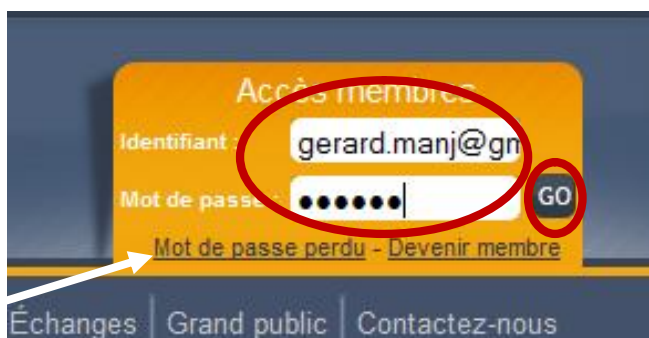 Accès membres
Identifiant : gerard.manj@gm
Mot de passe : ●●●●●● GO
Mot de passe perdu - Devenir membre
Échanges | Grand public | Contactez-nous